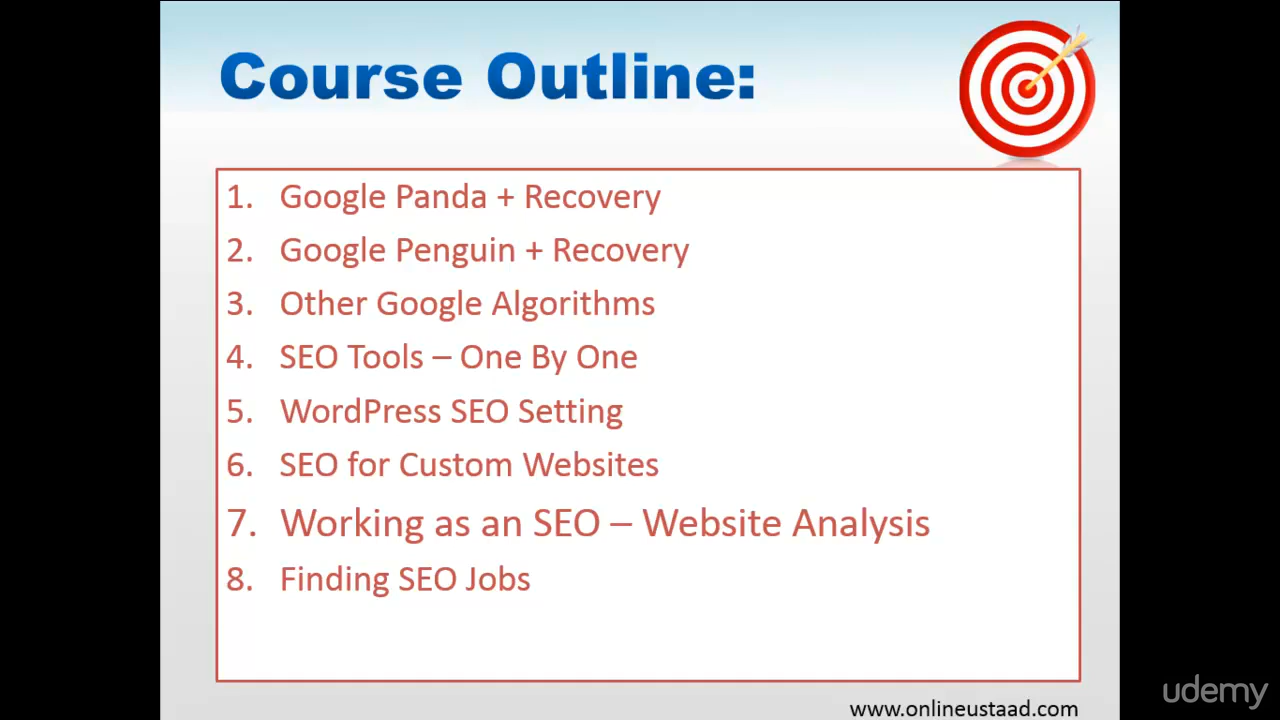 Course Outline:
1. Google Panda + Recovery
2. Google Penguin + Recovery
3. Other Google Algorithms
4. SEO Tools – One By One
5. WordPress SEO Setting
6. SEO for Custom Websites
7. Working as an SEO – Website Analysis
8. Finding SEO Jobs
udemy
www.onlineustaad.com